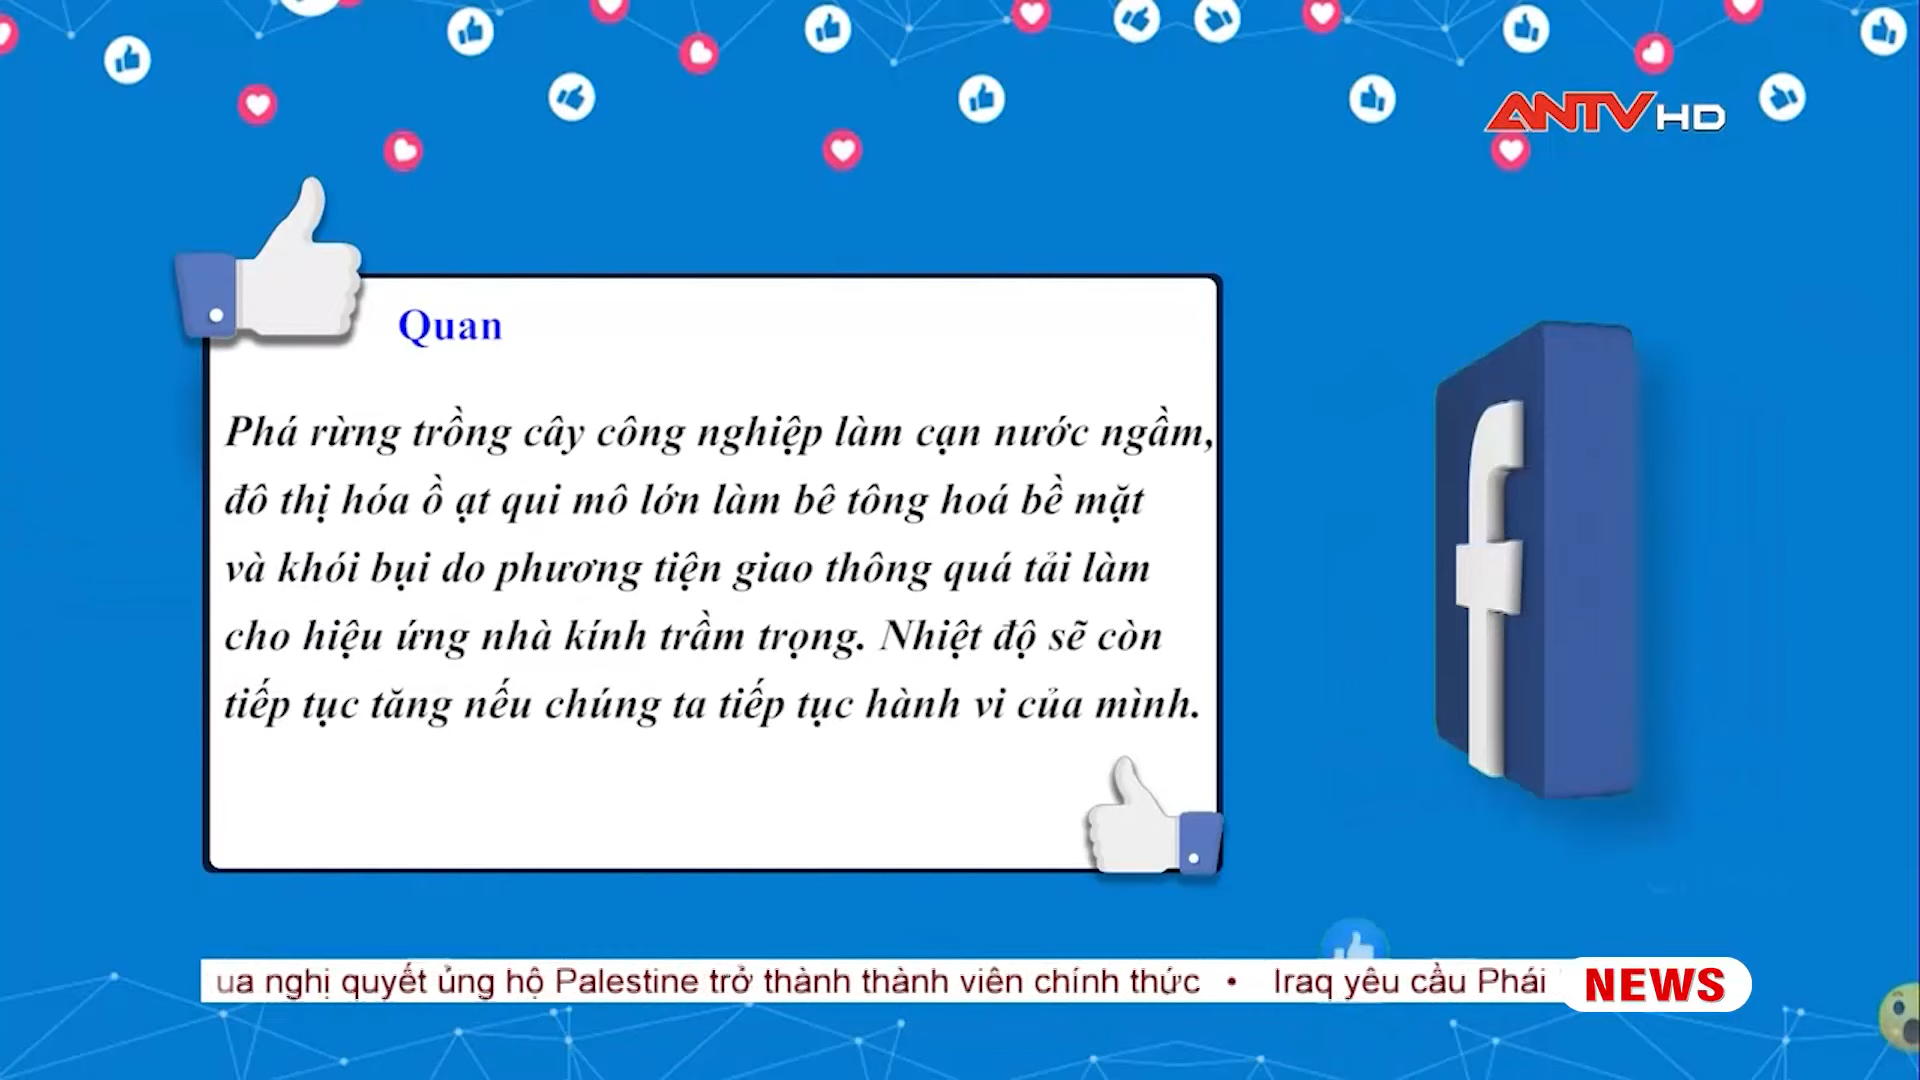 ANTV HD
Quan
Phá rừng trồng cây công nghiệp làm cạn nước ngầm,
đô thị hóa ồ ạt qui mô lớn làm bê tông hoá bề mặt
và khói bụi do phương tiện giao thông quá tải làm
cho hiệu ứng nhà kính trầm trọng. Nhiệt độ sẽ còn
tiếp tục tăng nếu chúng ta tiếp tục hành vi của mình.
ua nghị quyết ủng hộ Palestine trở thành thành viên chính thức • Iraq yêu cầu Phái
NEWS